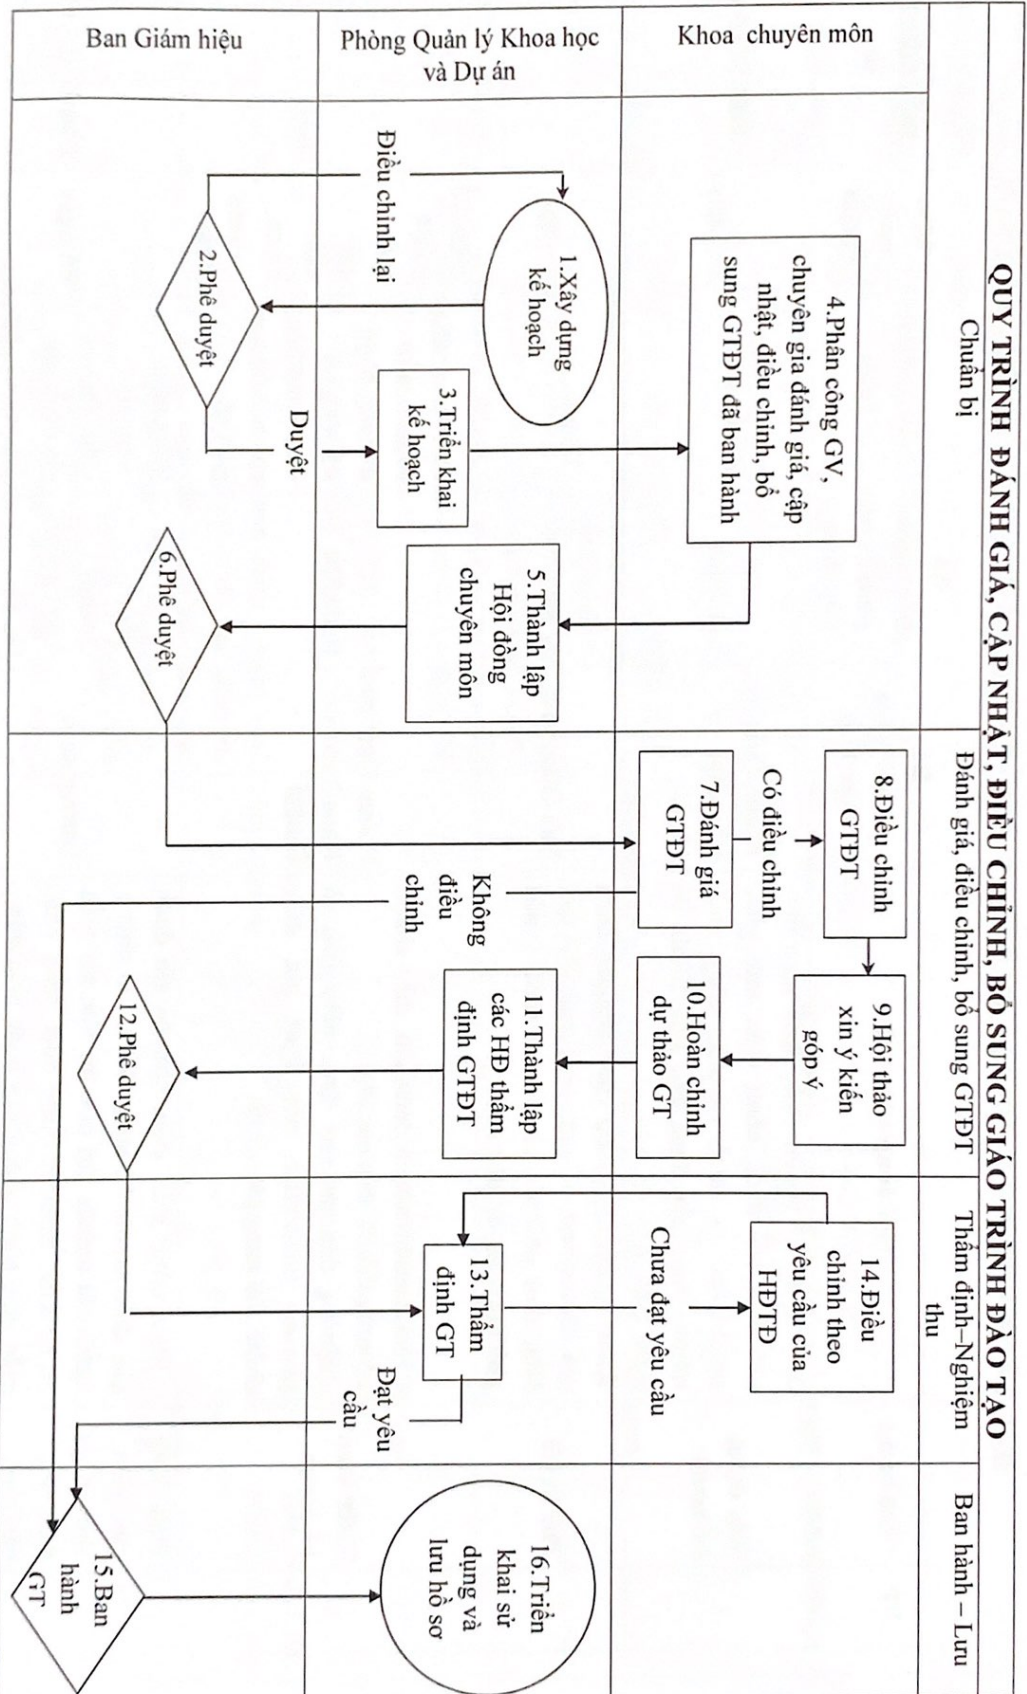 QUY TRÌNH ĐÁNH GIÁ, CẬP NHẬT, ĐIỀU CHỈNH, BỔ SUNG GIÁO TRÌNH ĐÀO TẠO
Chuẩn bị
Đánh giá, điều chỉnh, bổ sung GTĐT
Thẩm định–Nghiệm
thu
Ban hành – Lưu
Khoa chuyên môn
4.Phân công GV,
chuyên gia đánh giá, cập
nhật, điều chỉnh, bổ
sung GTĐT đã ban hành
8.Điều chỉnh
GTĐT
Có điều chỉnh
7.Đánh giá
GTĐT
9.Hội thảo
xin ý kiến
góp ý
10.Hoàn chỉnh
dự thảo GT
14.Điều
chỉnh theo
yêu cầu của
HĐTĐ
Chưa đạt yêu cầu
Phòng Quản lý Khoa học
và Dự án
1.Xây dựng
kế hoạch
Điều chỉnh lại
3.Triển khai
kế hoạch
5.Thành lập
Hội đồng
chuyên môn
Không
điều
chỉnh
11.Thành lập
các HĐ thẩm
định GTĐT
13.Thẩm
định GT
Đạt yêu
cầu
16.Triển
khai sử
dụng và
lưu hồ sơ
Ban Giám hiệu
2.Phê duyệt
Duyệt
6.Phê duyệt
12.Phê duyệt
15.Ban
hành
GT